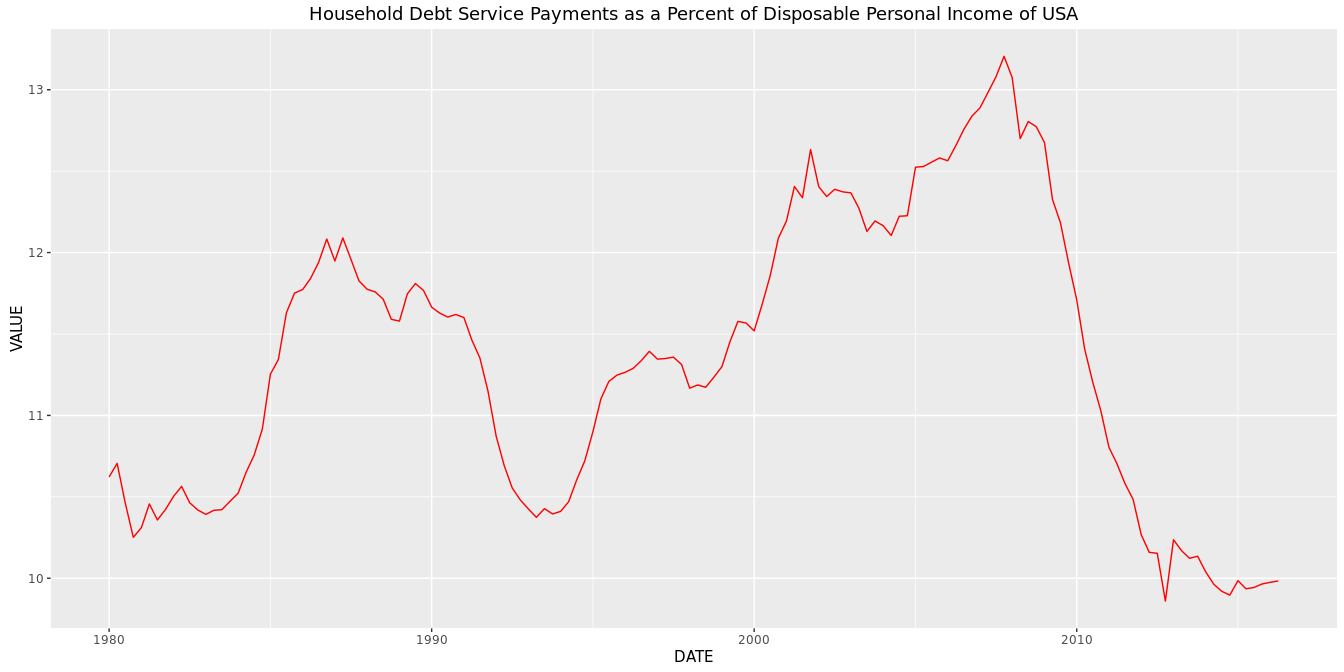 Household Debt Service Payments as a Percent of Disposable Personal Income of USA
VALUE
13
12
11
10
1980 1990 2000 2010
DATE